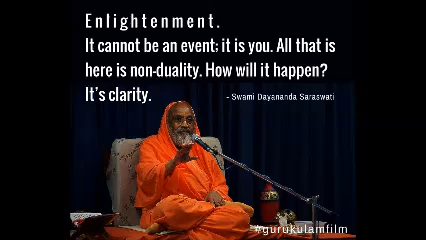 Enlightenment.
It cannot be an event; it is you. All that is
here is non-duality. How will it happen?
It's clarity.
- Swami Dayananda Saraswati
#gurukulamfilm